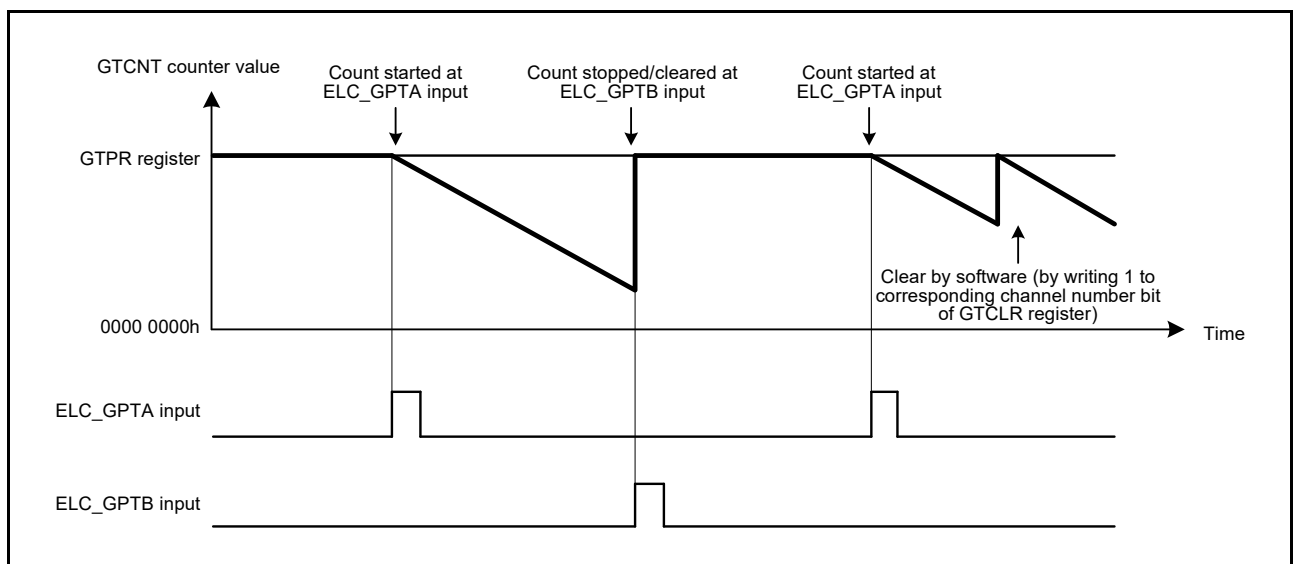 GTCNT counter value
Count started at
ELC_GPTA input
Count stopped/cleared at
ELC_GPTB input
Count started at
ELC_GPTA input
GTPR register
Clear by software (by writing 1 to
corresponding channel number bit
of GTCLR register)
0000 0000h
Time
ELC_GPTA input
ELC_GPTB input